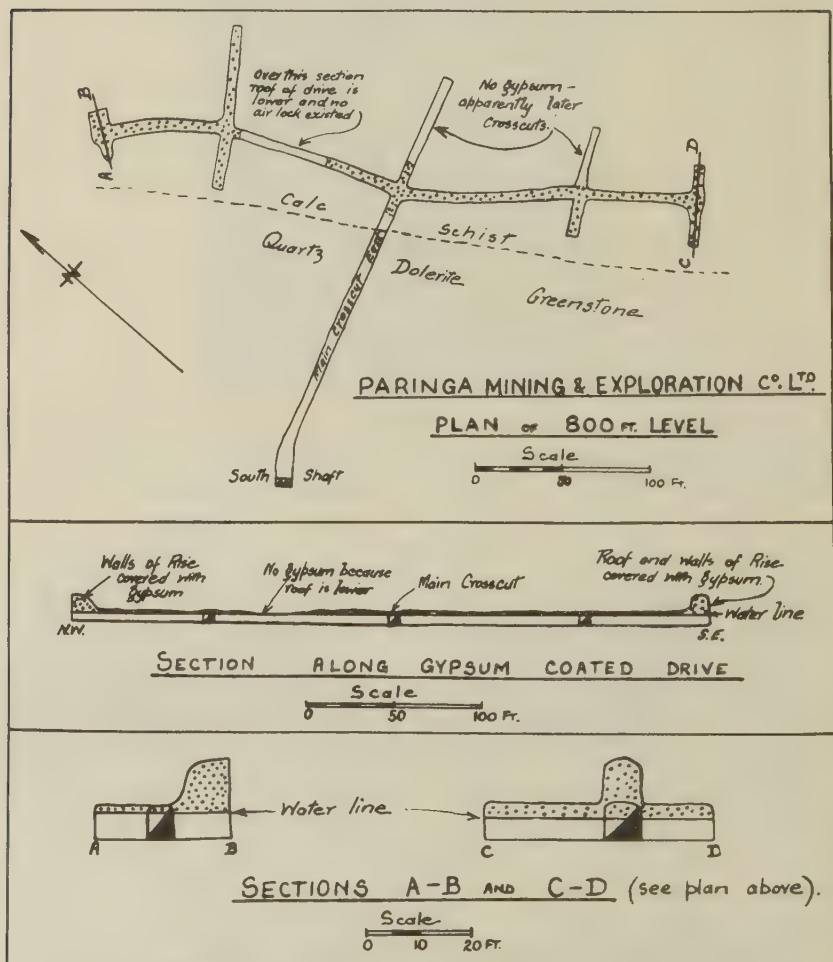 Over this section
roof of drive is
lower and no
air lock existed
No gypsum -
apparently later
Crosscuts.
B
A
D
C
Calc Schist
Quartz Dolerite Greenstone
Main Crosscut East
N
South Shaft
PARINGA MINING & EXPLORATION CO. LTD.
PLAN OF 800 FT. LEVEL
Scale
0 50 100 FT.
Walls of Rise
covered with
gypsum
No gypsum because
roof is lower
Main Crosscut
Roof and walls of Rise
covered with gypsum.
Water line
N.W.
S.E.
SECTION ALONG GYPSUM COATED DRIVE
Scale
0 50 100 FT.
Water line
A B
C D
SECTIONS A-B AND C-D (see plan above).
Scale
0 10 20 FT.